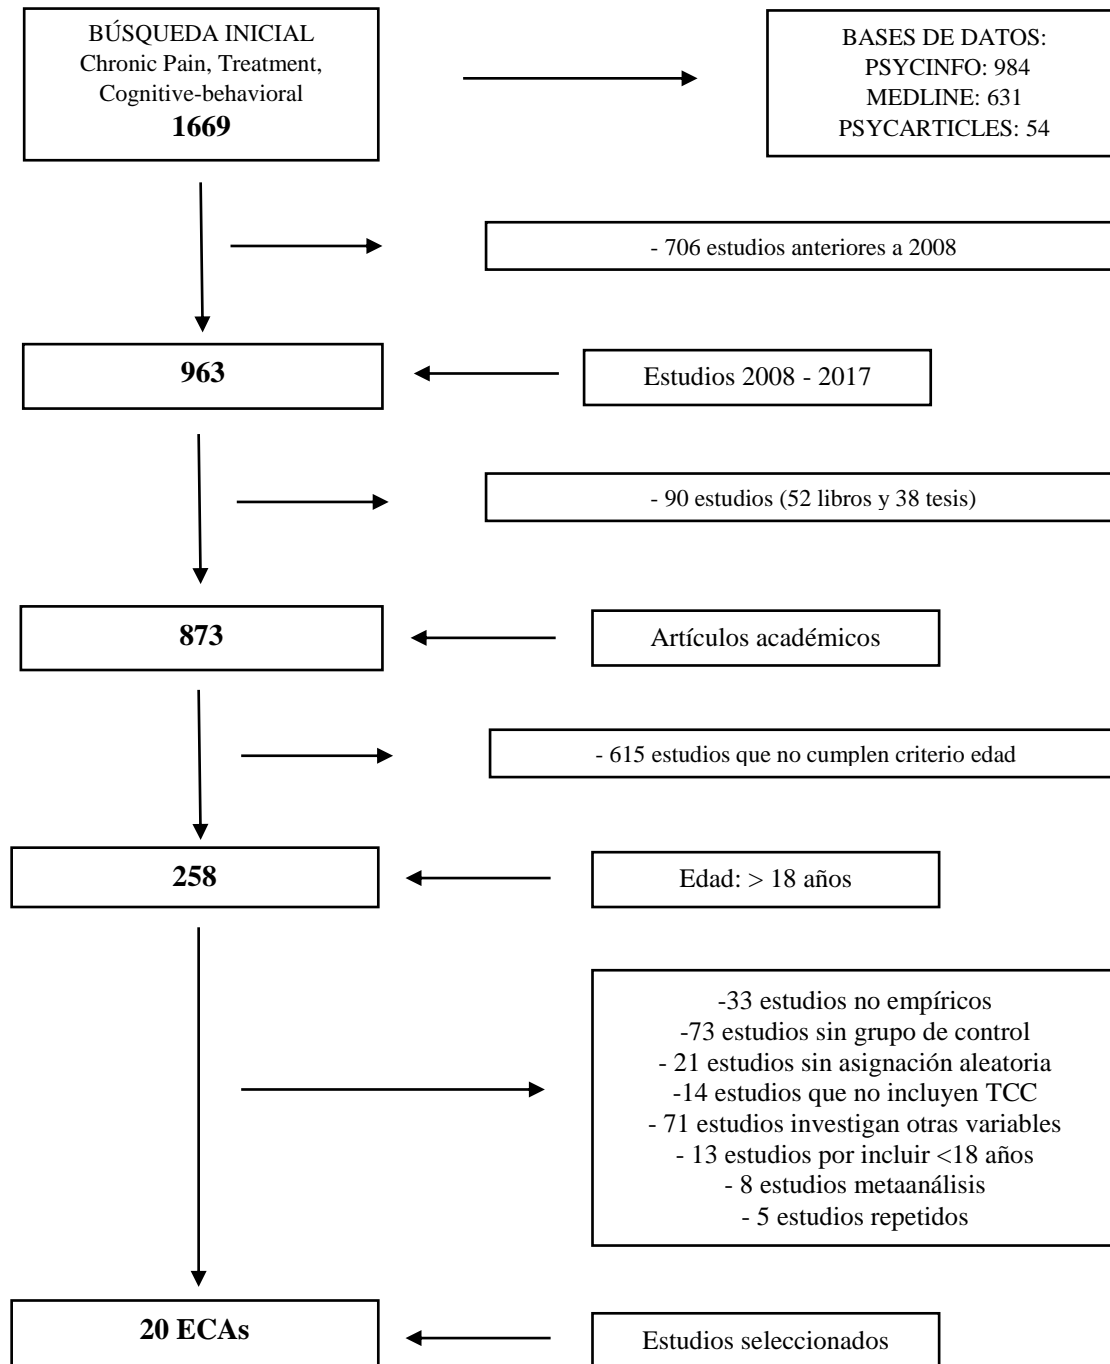 BÚSQUEDA INICIAL
Chronic Pain, Treatment,
Cognitive-behavioral
1669
BASES DE DATOS:
PSYCINFO: 984
MEDLINE: 631
PSYCARTICLES: 54
- 706 estudios anteriores a 2008
963
Estudios 2008 - 2017
- 90 estudios (52 libros y 38 tesis)
873
Artículos académicos
- 615 estudios que no cumplen criterio edad
258
Edad: > 18 años
-33 estudios no empíricos
-73 estudios sin grupo de control
- 21 estudios sin asignación aleatoria
-14 estudios que no incluyen TCC
- 71 estudios investigan otras variables
- 13 estudios por incluir <18 años
- 8 estudios metaanálisis
- 5 estudios repetidos
20 ECAs
Estudios seleccionados